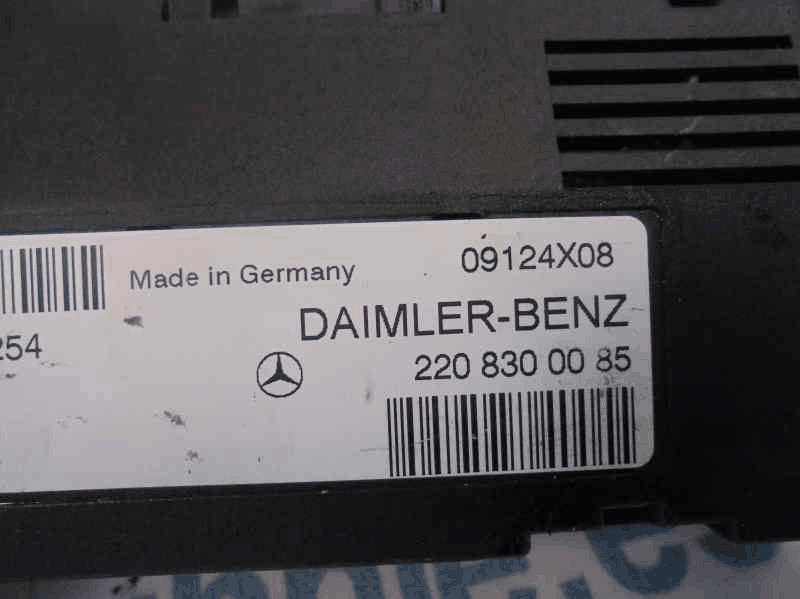 Made in Germany 09124X08
DAIMLER-BENZ
254
220 830 00 85